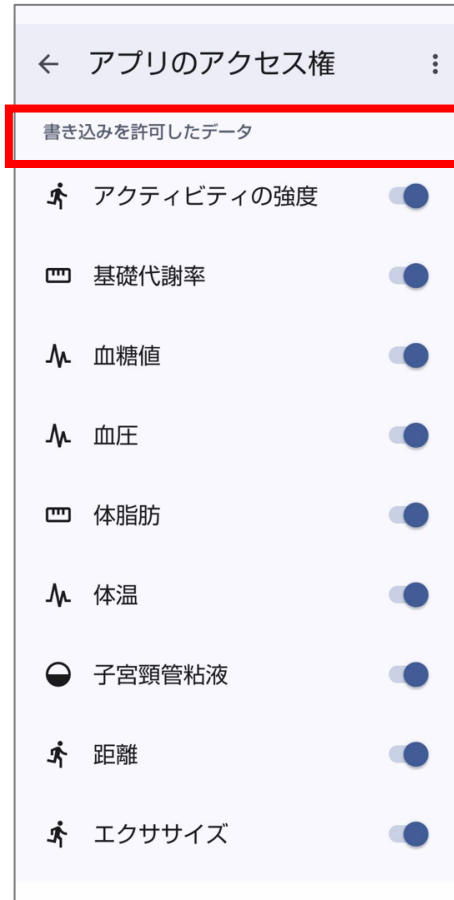 アプリのアクセス権
書き込みを許可したデータ
アクティビティの強度
基礎代謝率
血糖値
血圧
体脂肪
体温
子宮頸管粘液
距離
エクササイズ